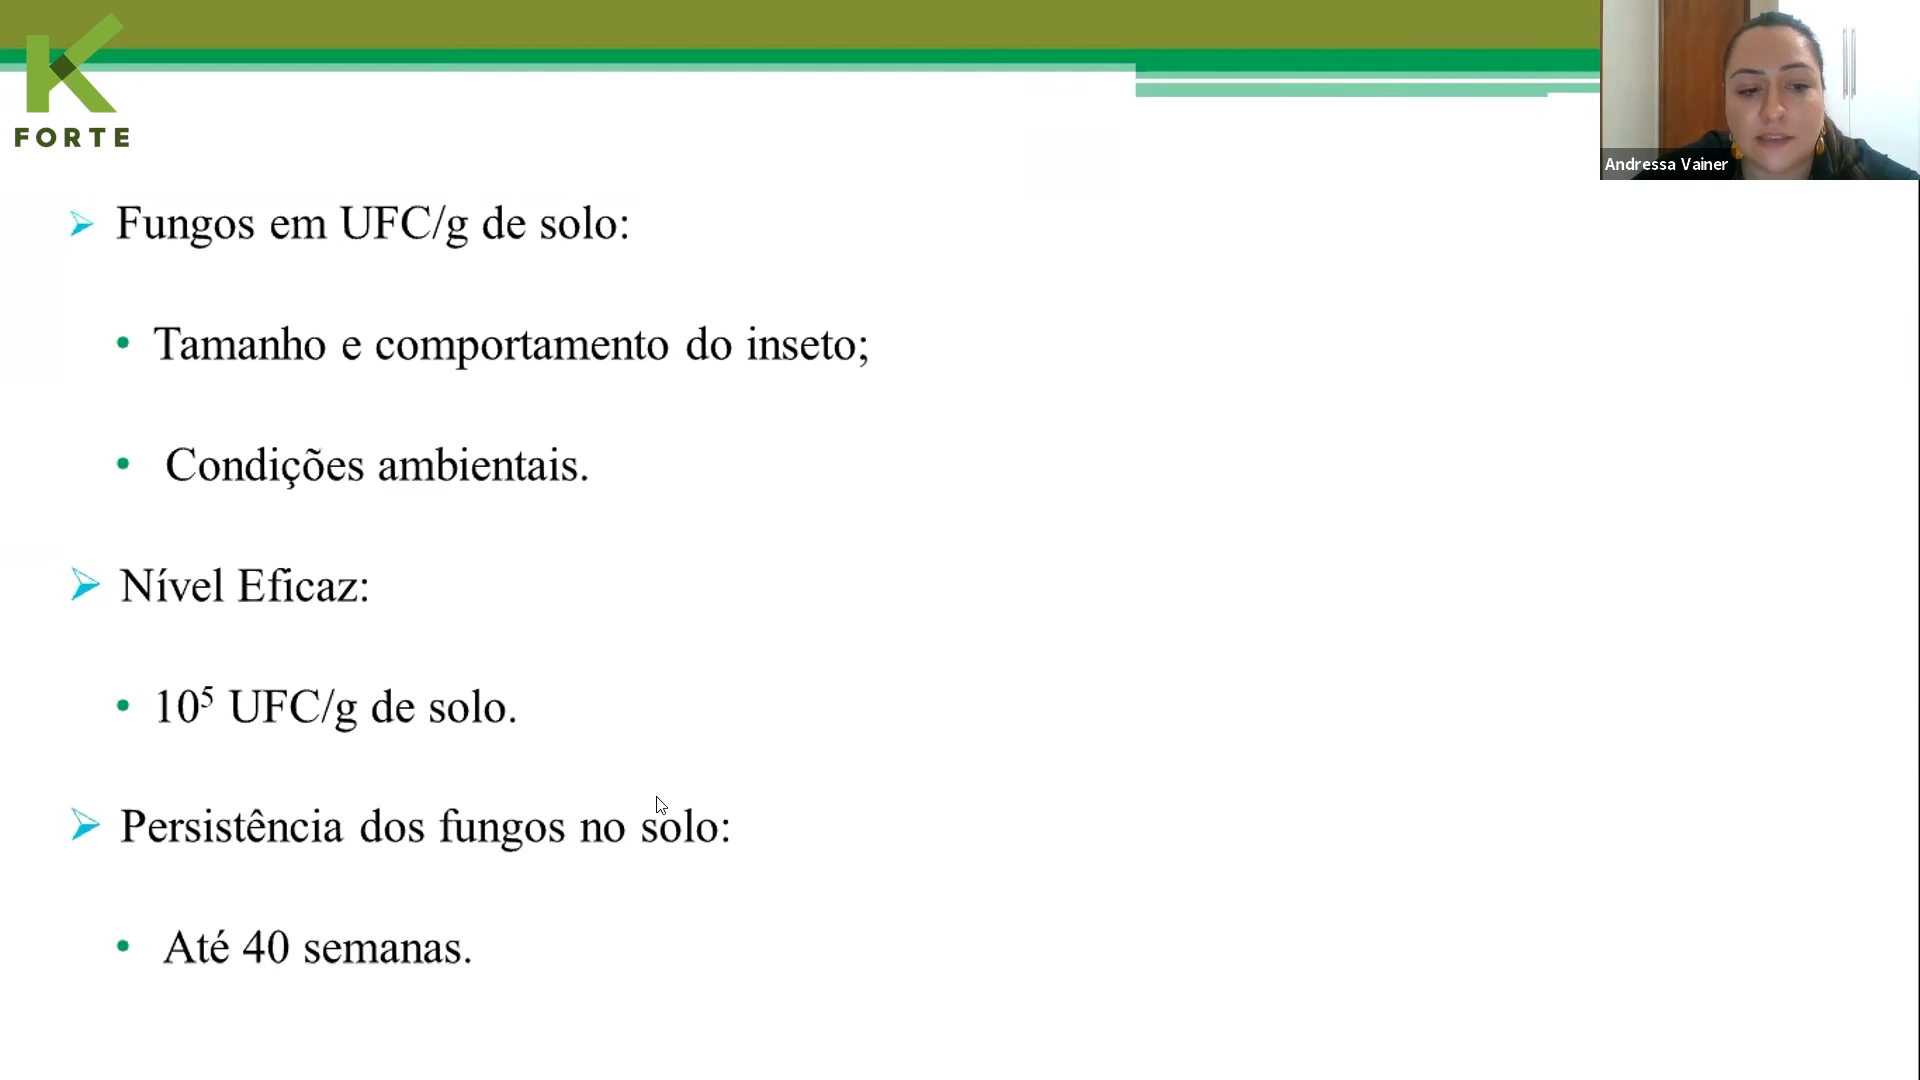 K
FORTE
Andressa Vainer
Fungos em UFC/g de solo:
Tamanho e comportamento do inseto;
Condições ambientais.
Nível Eficaz:
10⁵ UFC/g de solo.
Persistência dos fungos no solo:
Até 40 semanas.